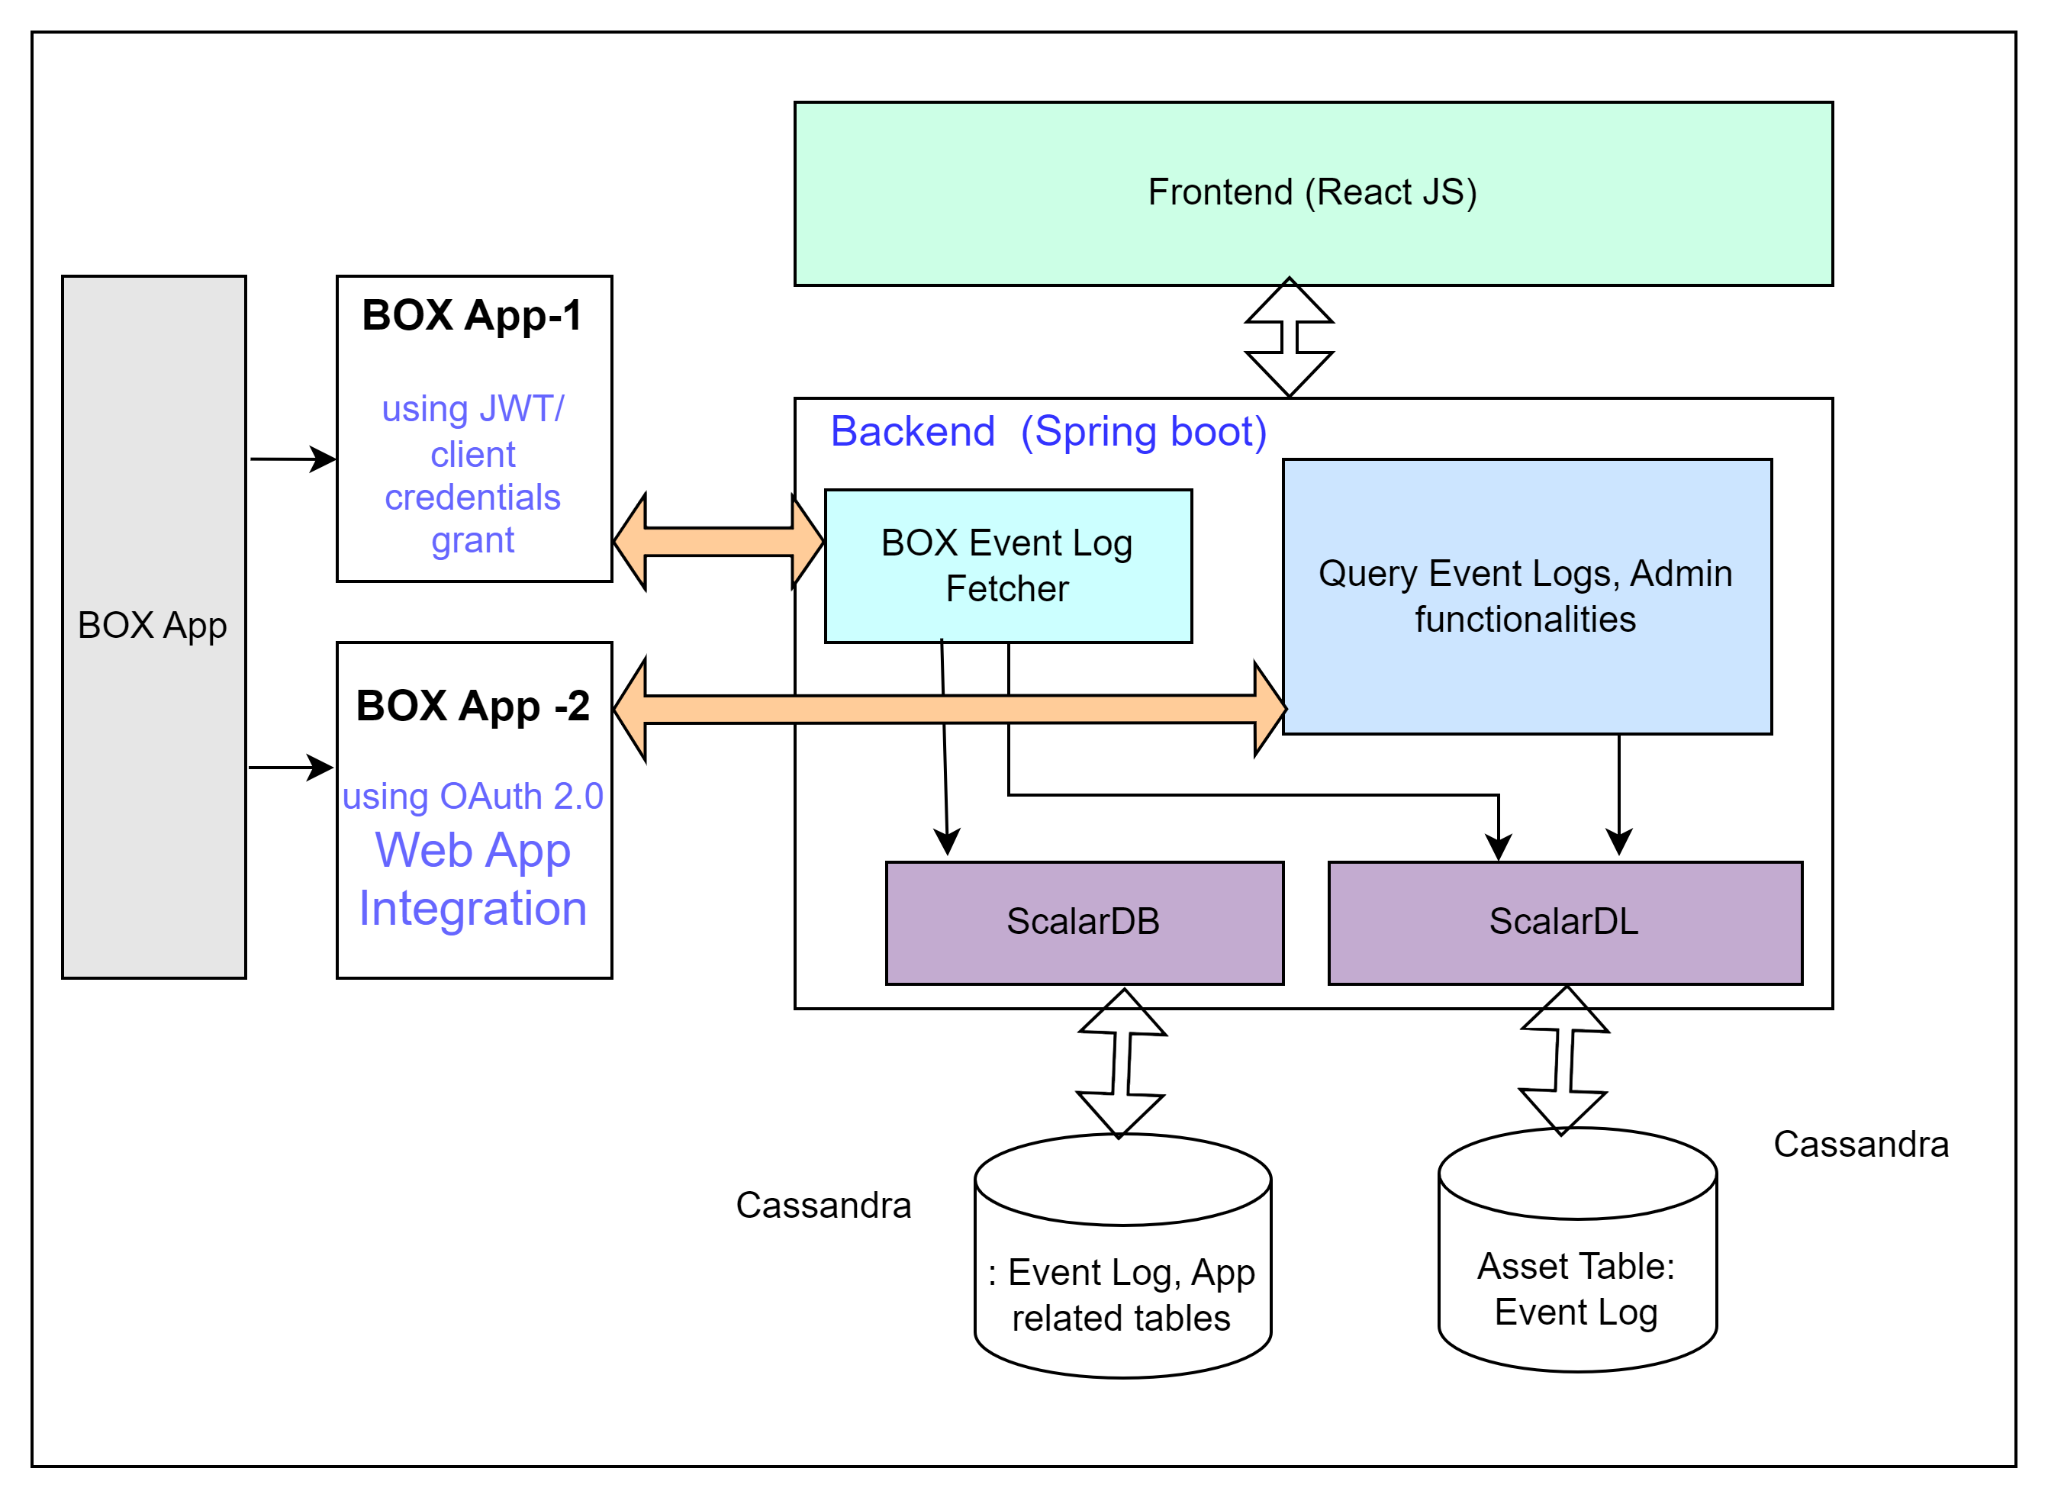 Frontend (React JS)
BOX App
BOX App-1
using JWT/
client
credentials
grant
BOX App -2
using OAuth 2.0
Web App
Integration
Backend  (Spring boot)
BOX Event Log
Fetcher
Query Event Logs, Admin
functionalities
ScalarDB
ScalarDL
Cassandra
: Event Log, App
related tables
Asset Table:
Event Log
Cassandra